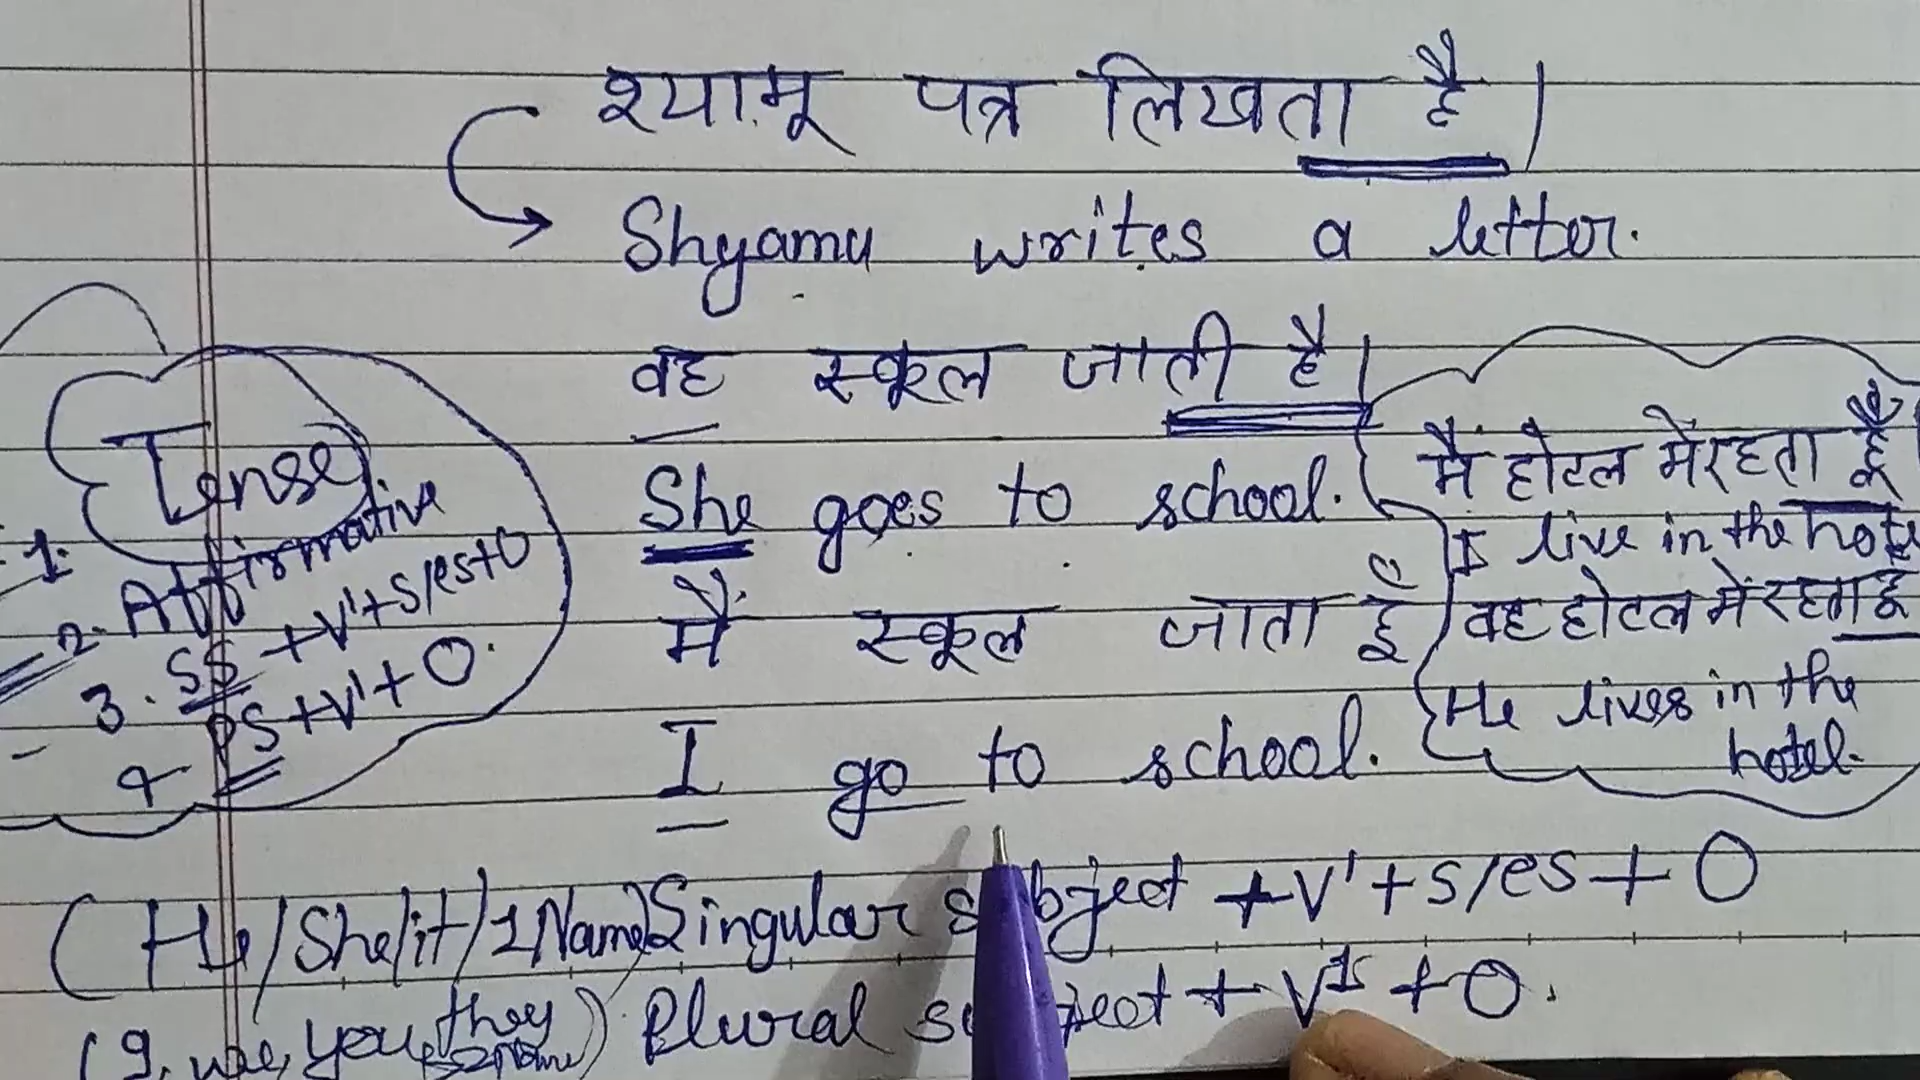 श्यामू पत्र लिखता है।
Shyamu writes a letter.
वह स्कूल जाती है।
She goes to school.
मैं स्कूल जाता हूँ
I go to school.
Tense
1.
2. Affirmative
3. SS + V¹ + s/es + O
4 PS + V¹ + O.
मैं होटल में रहता हूँ
I live in the hote
वह होटल में रहता है
He lives in the
hotel.
(He/She/it/1Name) Singular subject + V¹ + s/es + O
(I, we, you, they 2 Name) Plural subject + V¹ + O.